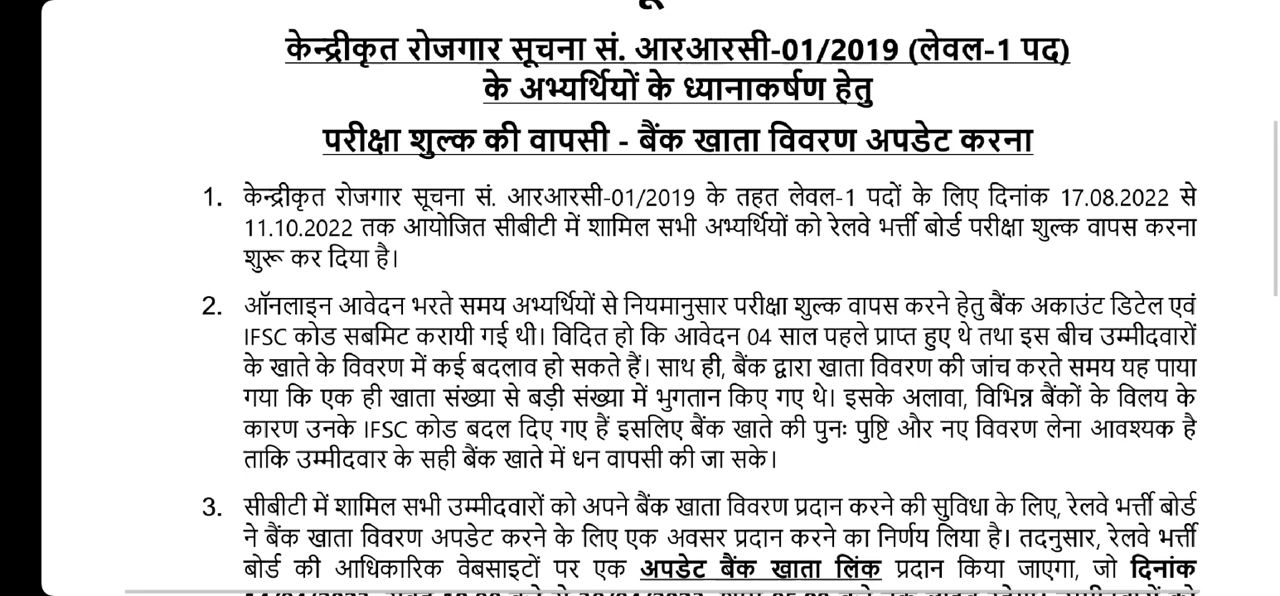 केन्द्रीकृत रोजगार सूचना सं. आरआरसी-01/2019 (लेवल-1 पद)
के अभ्यर्थियों के ध्यानाकर्षण हेतु
परीक्षा शुल्क की वापसी - बैंक खाता विवरण अपडेट करना
1. केन्द्रीकृत रोजगार सूचना सं. आरआरसी-01/2019 के तहत लेवल-1 पदों के लिए दिनांक 17.08.2022 से
11.10.2022 तक आयोजित सीबीटी में शामिल सभी अभ्यर्थियों को रेलवे भर्ती बोर्ड परीक्षा शुल्क वापस करना
शुरू कर दिया है।
2. ऑनलाइन आवेदन भरते समय अभ्यर्थियों से नियमानुसार परीक्षा शुल्क वापस करने हेतु बैंक अकाउंट डिटेल एवं
IFSC कोड सबमिट करायी गई थी। विदित हो कि आवेदन 04 साल पहले प्राप्त हुए थे तथा इस बीच उम्मीदवारों
के खाते के विवरण में कई बदलाव हो सकते हैं। साथ ही, बैंक द्वारा खाता विवरण की जांच करते समय यह पाया
गया कि एक ही खाता संख्या से बड़ी संख्या में भुगतान किए गए थे। इसके अलावा, विभिन्न बैंकों के विलय के
कारण उनके IFSC कोड बदल दिए गए हैं इसलिए बैंक खाते की पुनः पुष्टि और नए विवरण लेना आवश्यक है
ताकि उम्मीदवार के सही बैंक खाते में धन वापसी की जा सके।
3. सीबीटी में शामिल सभी उम्मीदवारों को अपने बैंक खाता विवरण प्रदान करने की सुविधा के लिए, रेलवे भर्ती बोर्ड
ने बैंक खाता विवरण अपडेट करने के लिए एक अवसर प्रदान करने का निर्णय लिया है। तदनुसार, रेलवे भर्ती
बोर्ड की आधिकारिक वेबसाइटों पर एक अपडेट बैंक खाता लिंक प्रदान किया जाएगा, जो दिनांक